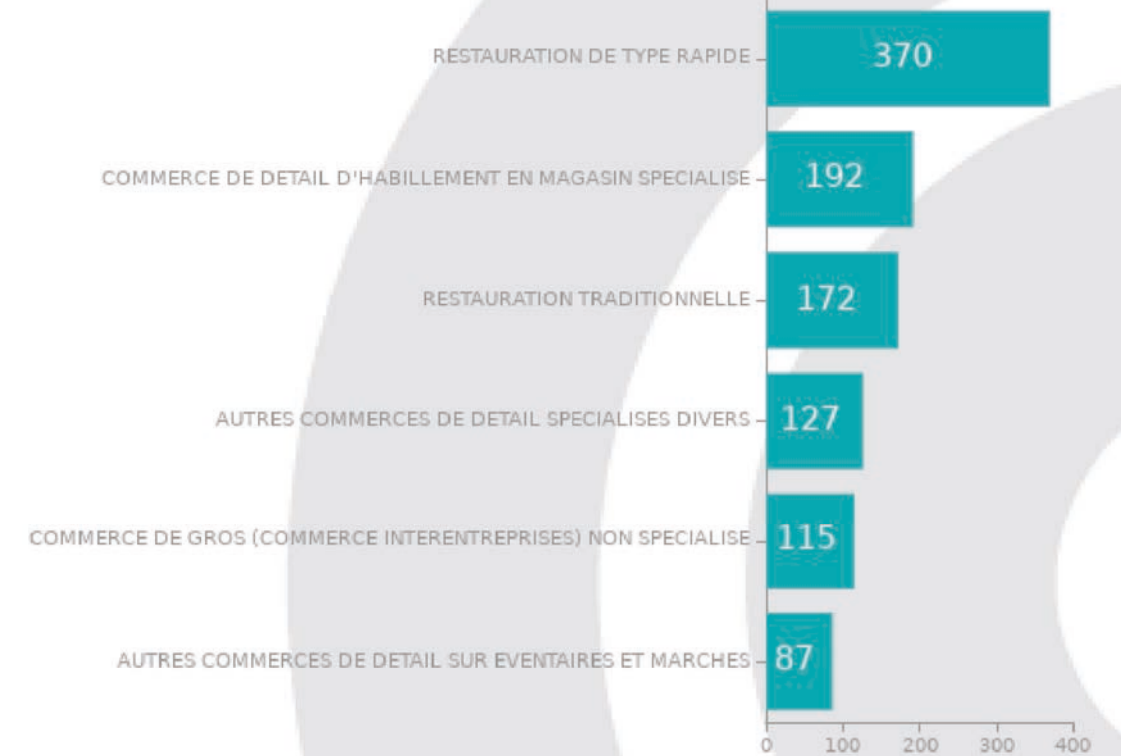 RESTAURATION DE TYPE RAPIDE 370
COMMERCE DE DETAIL D'HABILLEMENT EN MAGASIN SPECIALISE 192
RESTAURATION TRADITIONNELLE 172
AUTRES COMMERCES DE DETAIL SPECIALISES DIVERS 127
COMMERCE DE GROS (COMMERCE INTERENTREPRISES) NON SPECIALISE 115
AUTRES COMMERCES DE DETAIL SUR EVENTAIRES ET MARCHES 87
0 100 200 300 400